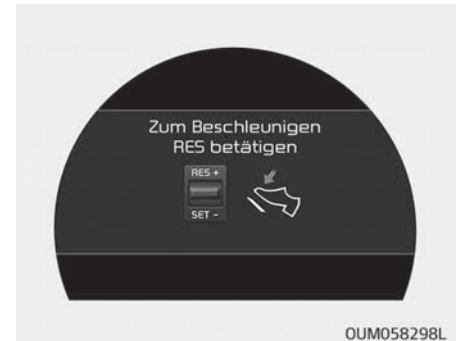 Zum Beschleunigen
RES betätigen
RES +
SET -
OUM058298L